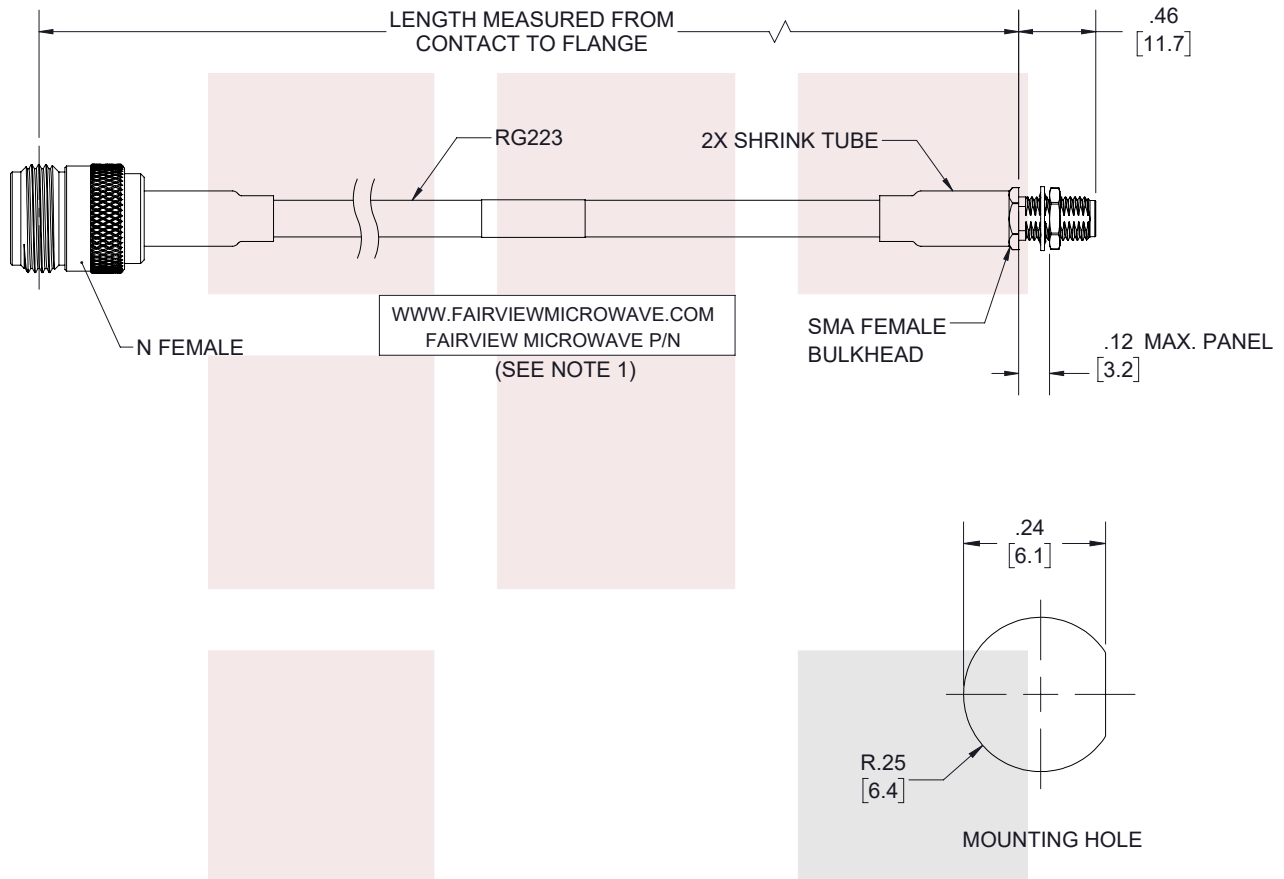 LENGTH MEASURED FROM
CONTACT TO FLANGE
.46
[11.7]
RG223
2X SHRINK TUBE
N FEMALE
WWW.FAIRVIEWMICROWAVE.COM
FAIRVIEW MICROWAVE P/N
(SEE NOTE 1)
SMA FEMALE
BULKHEAD
.12 MAX. PANEL
[3.2]
.24
[6.1]
R.25
[6.4]
MOUNTING HOLE